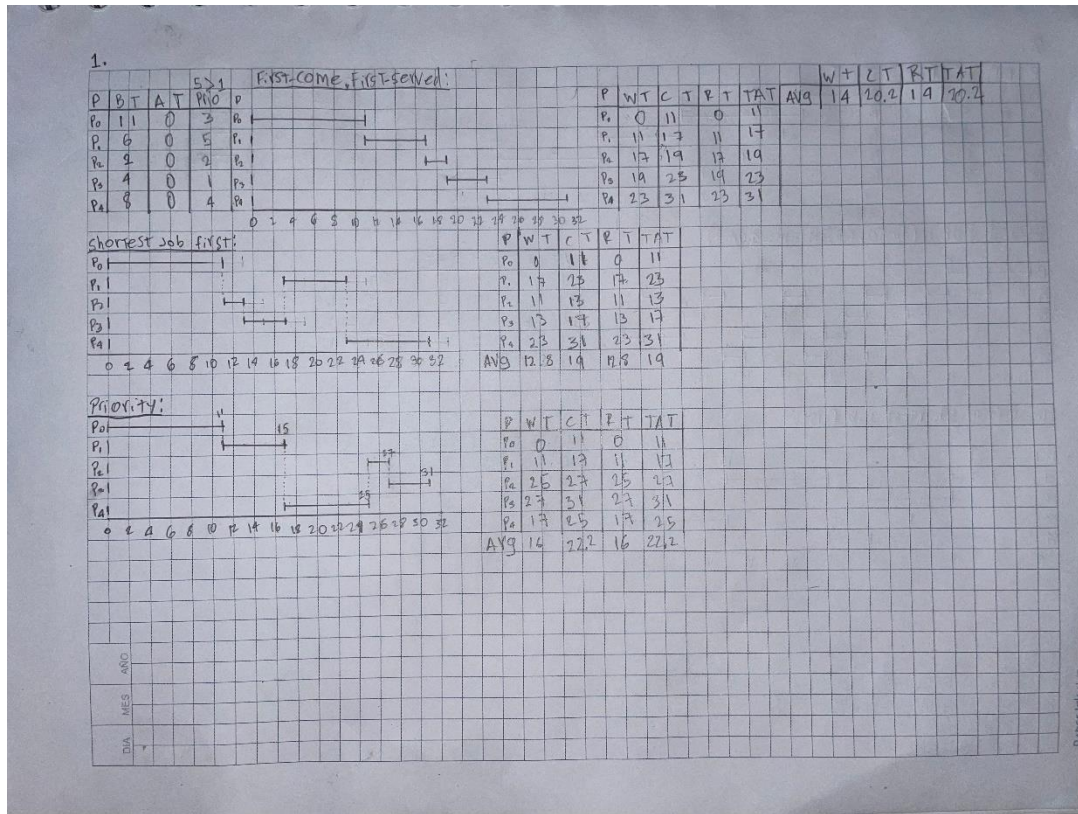 1.
5>1 First-come, First-served:
WT CT RT TAT
P BT AT Prio P
P WT CT RT TAT Avg 14 20.2 14 20.2
P0 11 0 3 P0
P0 0 11 0 11
P1 6 0 5 P1
P1 11 17 11 17
P2 2 0 2 P2
P2 17 19 17 19
P3 4 0 1 P3
P3 19 23 19 23
P4 8 0 4 P4
P4 23 31 23 31
0 2 4 6 8 10 12 14 16 18 20 22 24 26 28 30 32
Shortest Job first:
P WT CT RT TAT
P0
P0 0 11 0 11
P1
P1 17 23 17 23
P2
P2 11 13 11 13
P3
P3 13 17 13 17
P4
P4 23 31 23 31
0 2 4 6 8 10 12 14 16 18 20 22 24 26 28 30 32
AVG 12.8 19 12.8 19
Priority:
11
P WT CT RT TAT
P0 15
P0 0 11 0 11
P1
P1 11 17 11 17
P2
P2 25 27 25 27
31
P3 27 31 27 31
P4
P4 17 25 17 25
0 2 4 6 8 10 12 14 16 18 20 22 24 26 28 30 32
AVG 16 22.2 16 22.2
AÑO
MES
DIA